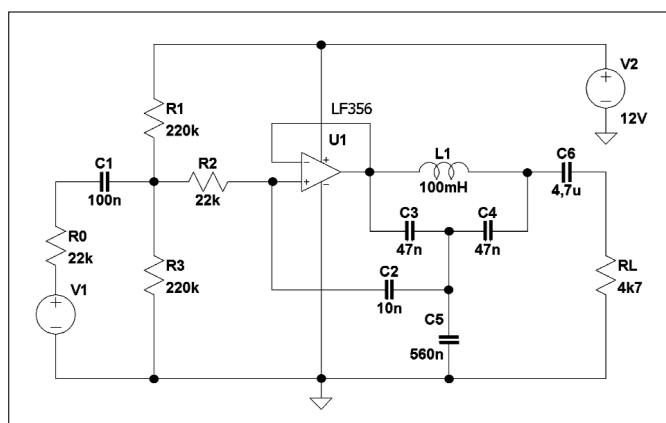 V2
12V
LF356
U1
R1
220k
C1
100n
R2
22k
L1
100mH
C6
4,7u
C3
47n
C4
47n
R0
22k
R3
220k
V1
C2
10n
C5
560n
RL
4k7